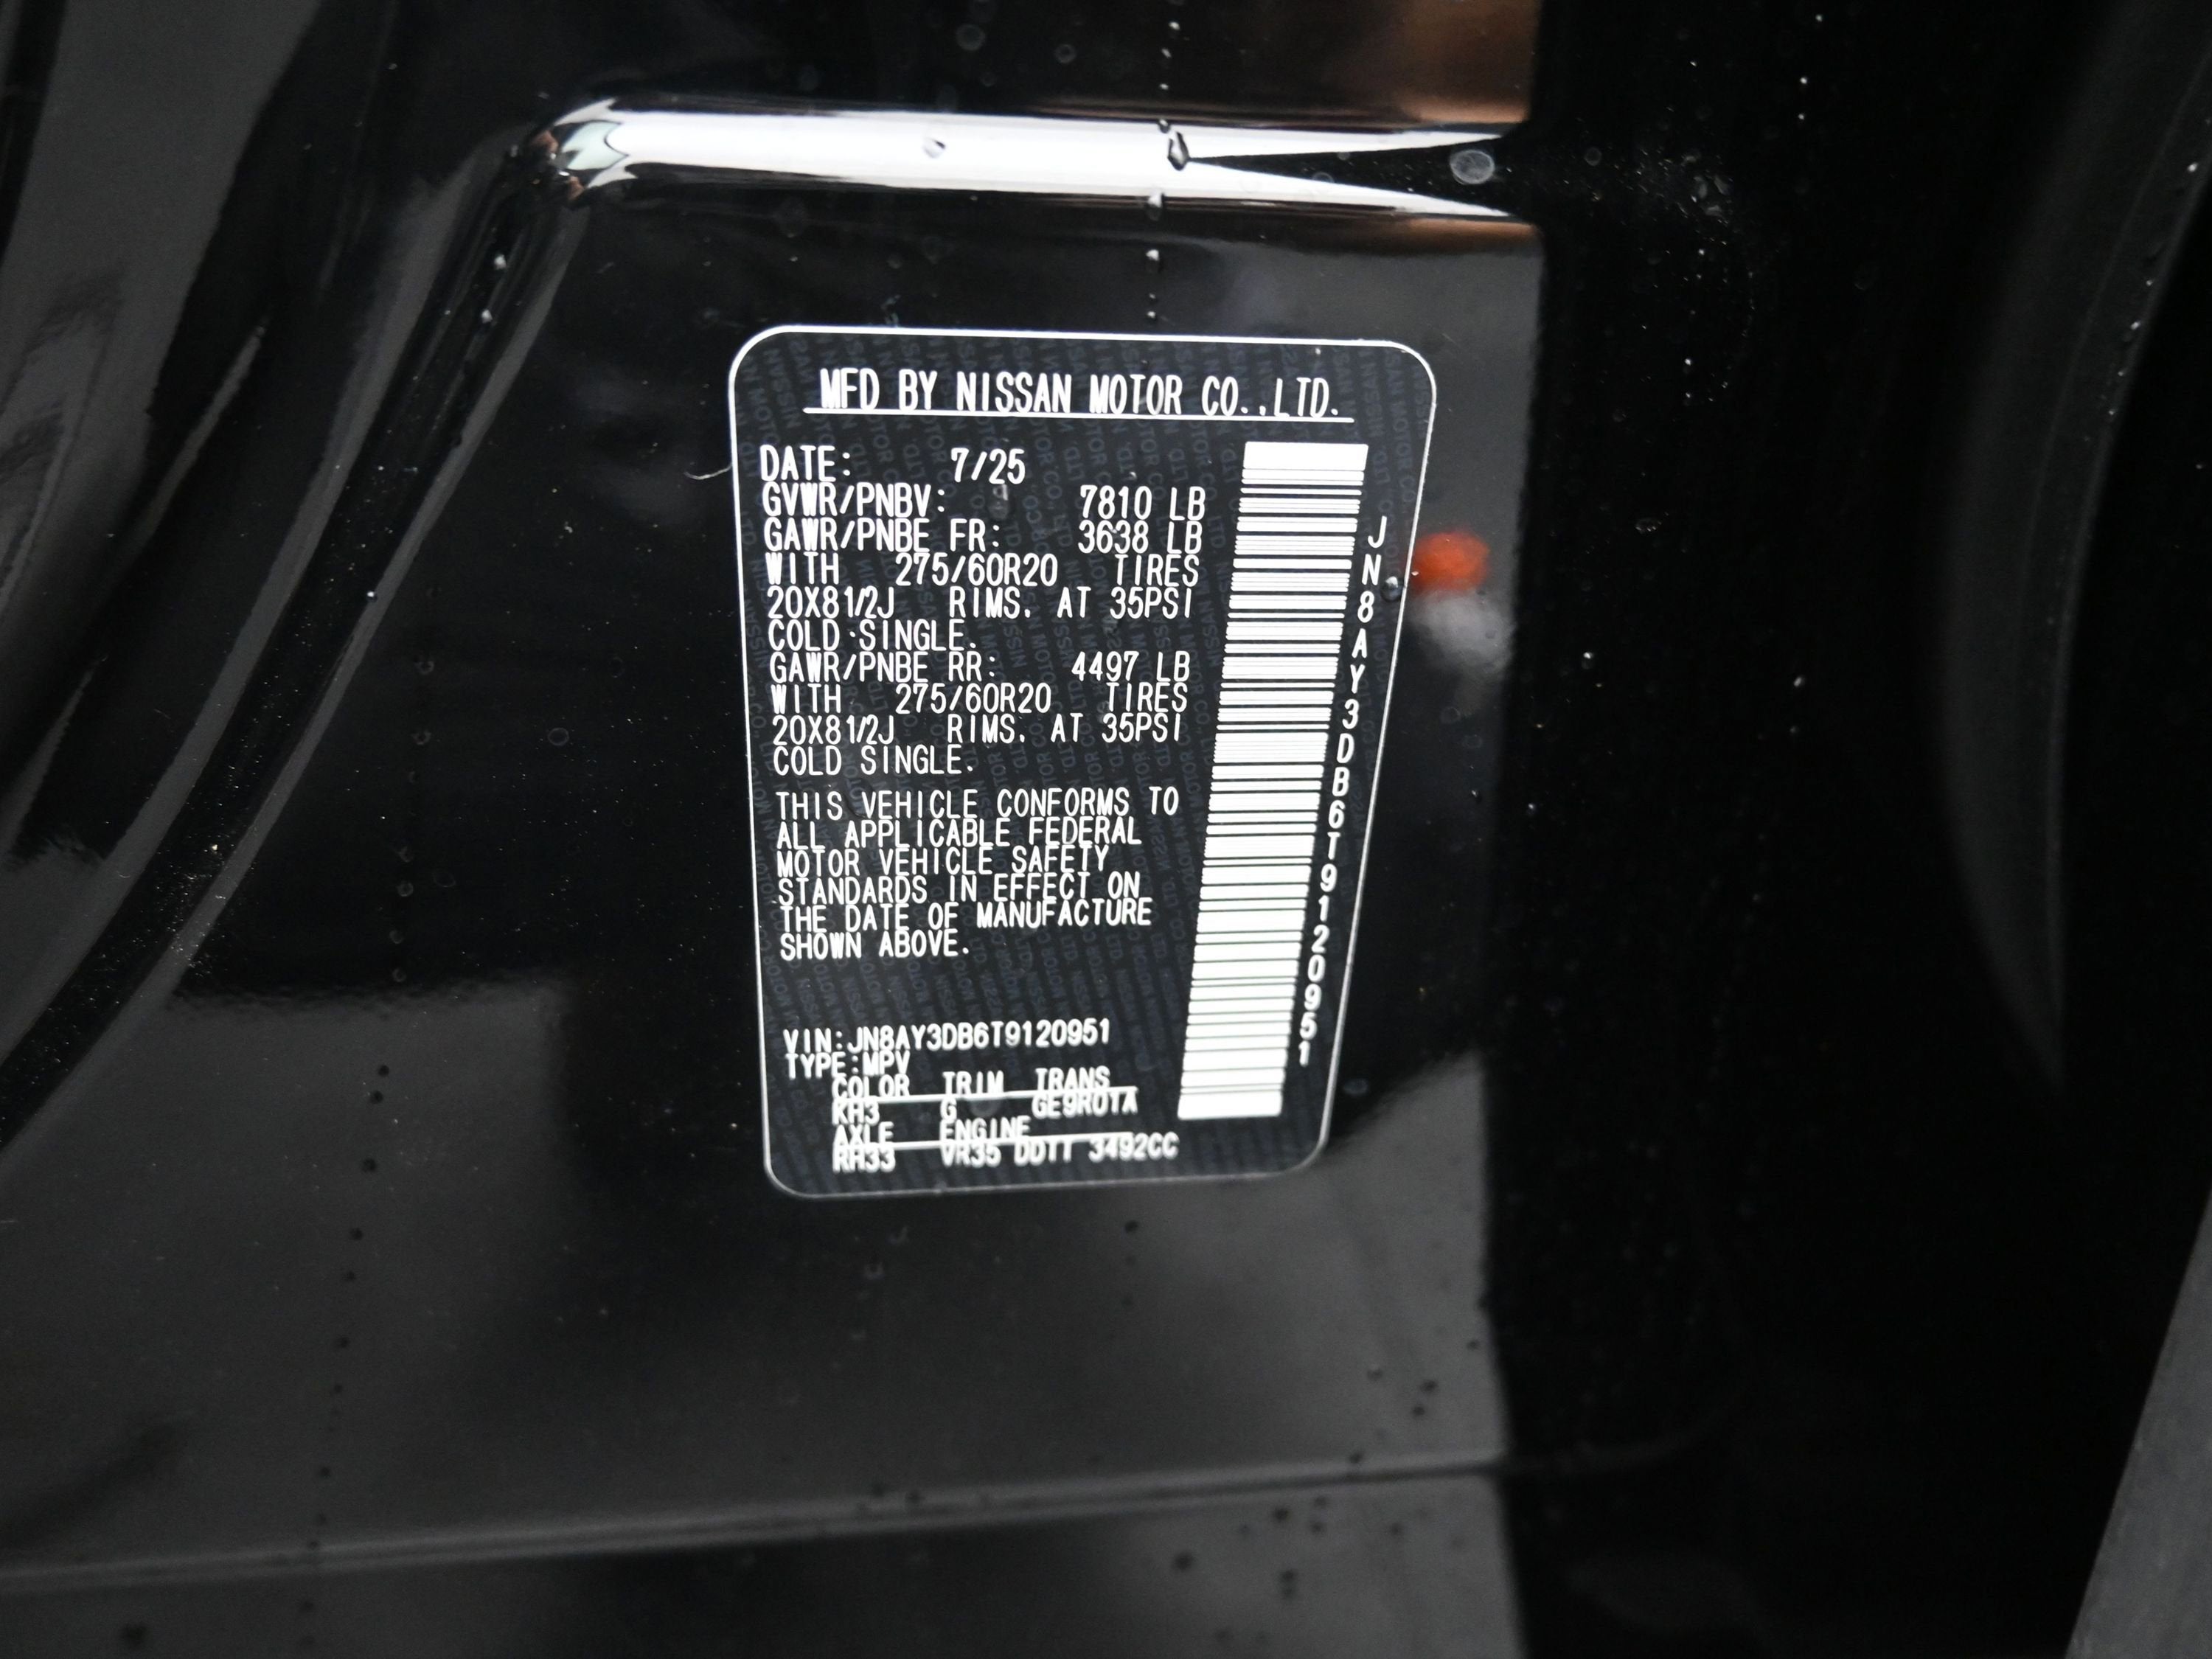 MFD BY NISSAN MOTOR CO.,LTD.
DATE: 7/25
GVWR/PNBV: 7810 LB
GAWR/PNBE FR: 3638 LB
WITH 275/60R20 TIRES
20X81/2J RIMS. AT 35PSI
COLD SINGLE.
GAWR/PNBE RR: 4497 LB
WITH 275/60R20 TIRES
20X81/2J RIMS. AT 35PSI
COLD SINGLE.
THIS VEHICLE CONFORMS TO
ALL APPLICABLE FEDERAL
MOTOR VEHICLE SAFETY
STANDARDS IN EFFECT ON
THE DATE OF MANUFACTURE
SHOWN ABOVE.
VIN:JN8AY3DB6T9120951
TYPE:MPV
COLOR TRIM TRANS
KH3 G GE9R01A
AXLE ENGINE
RH33 VR35 DDTT 3492CC
JN8AY3DB6T9120951